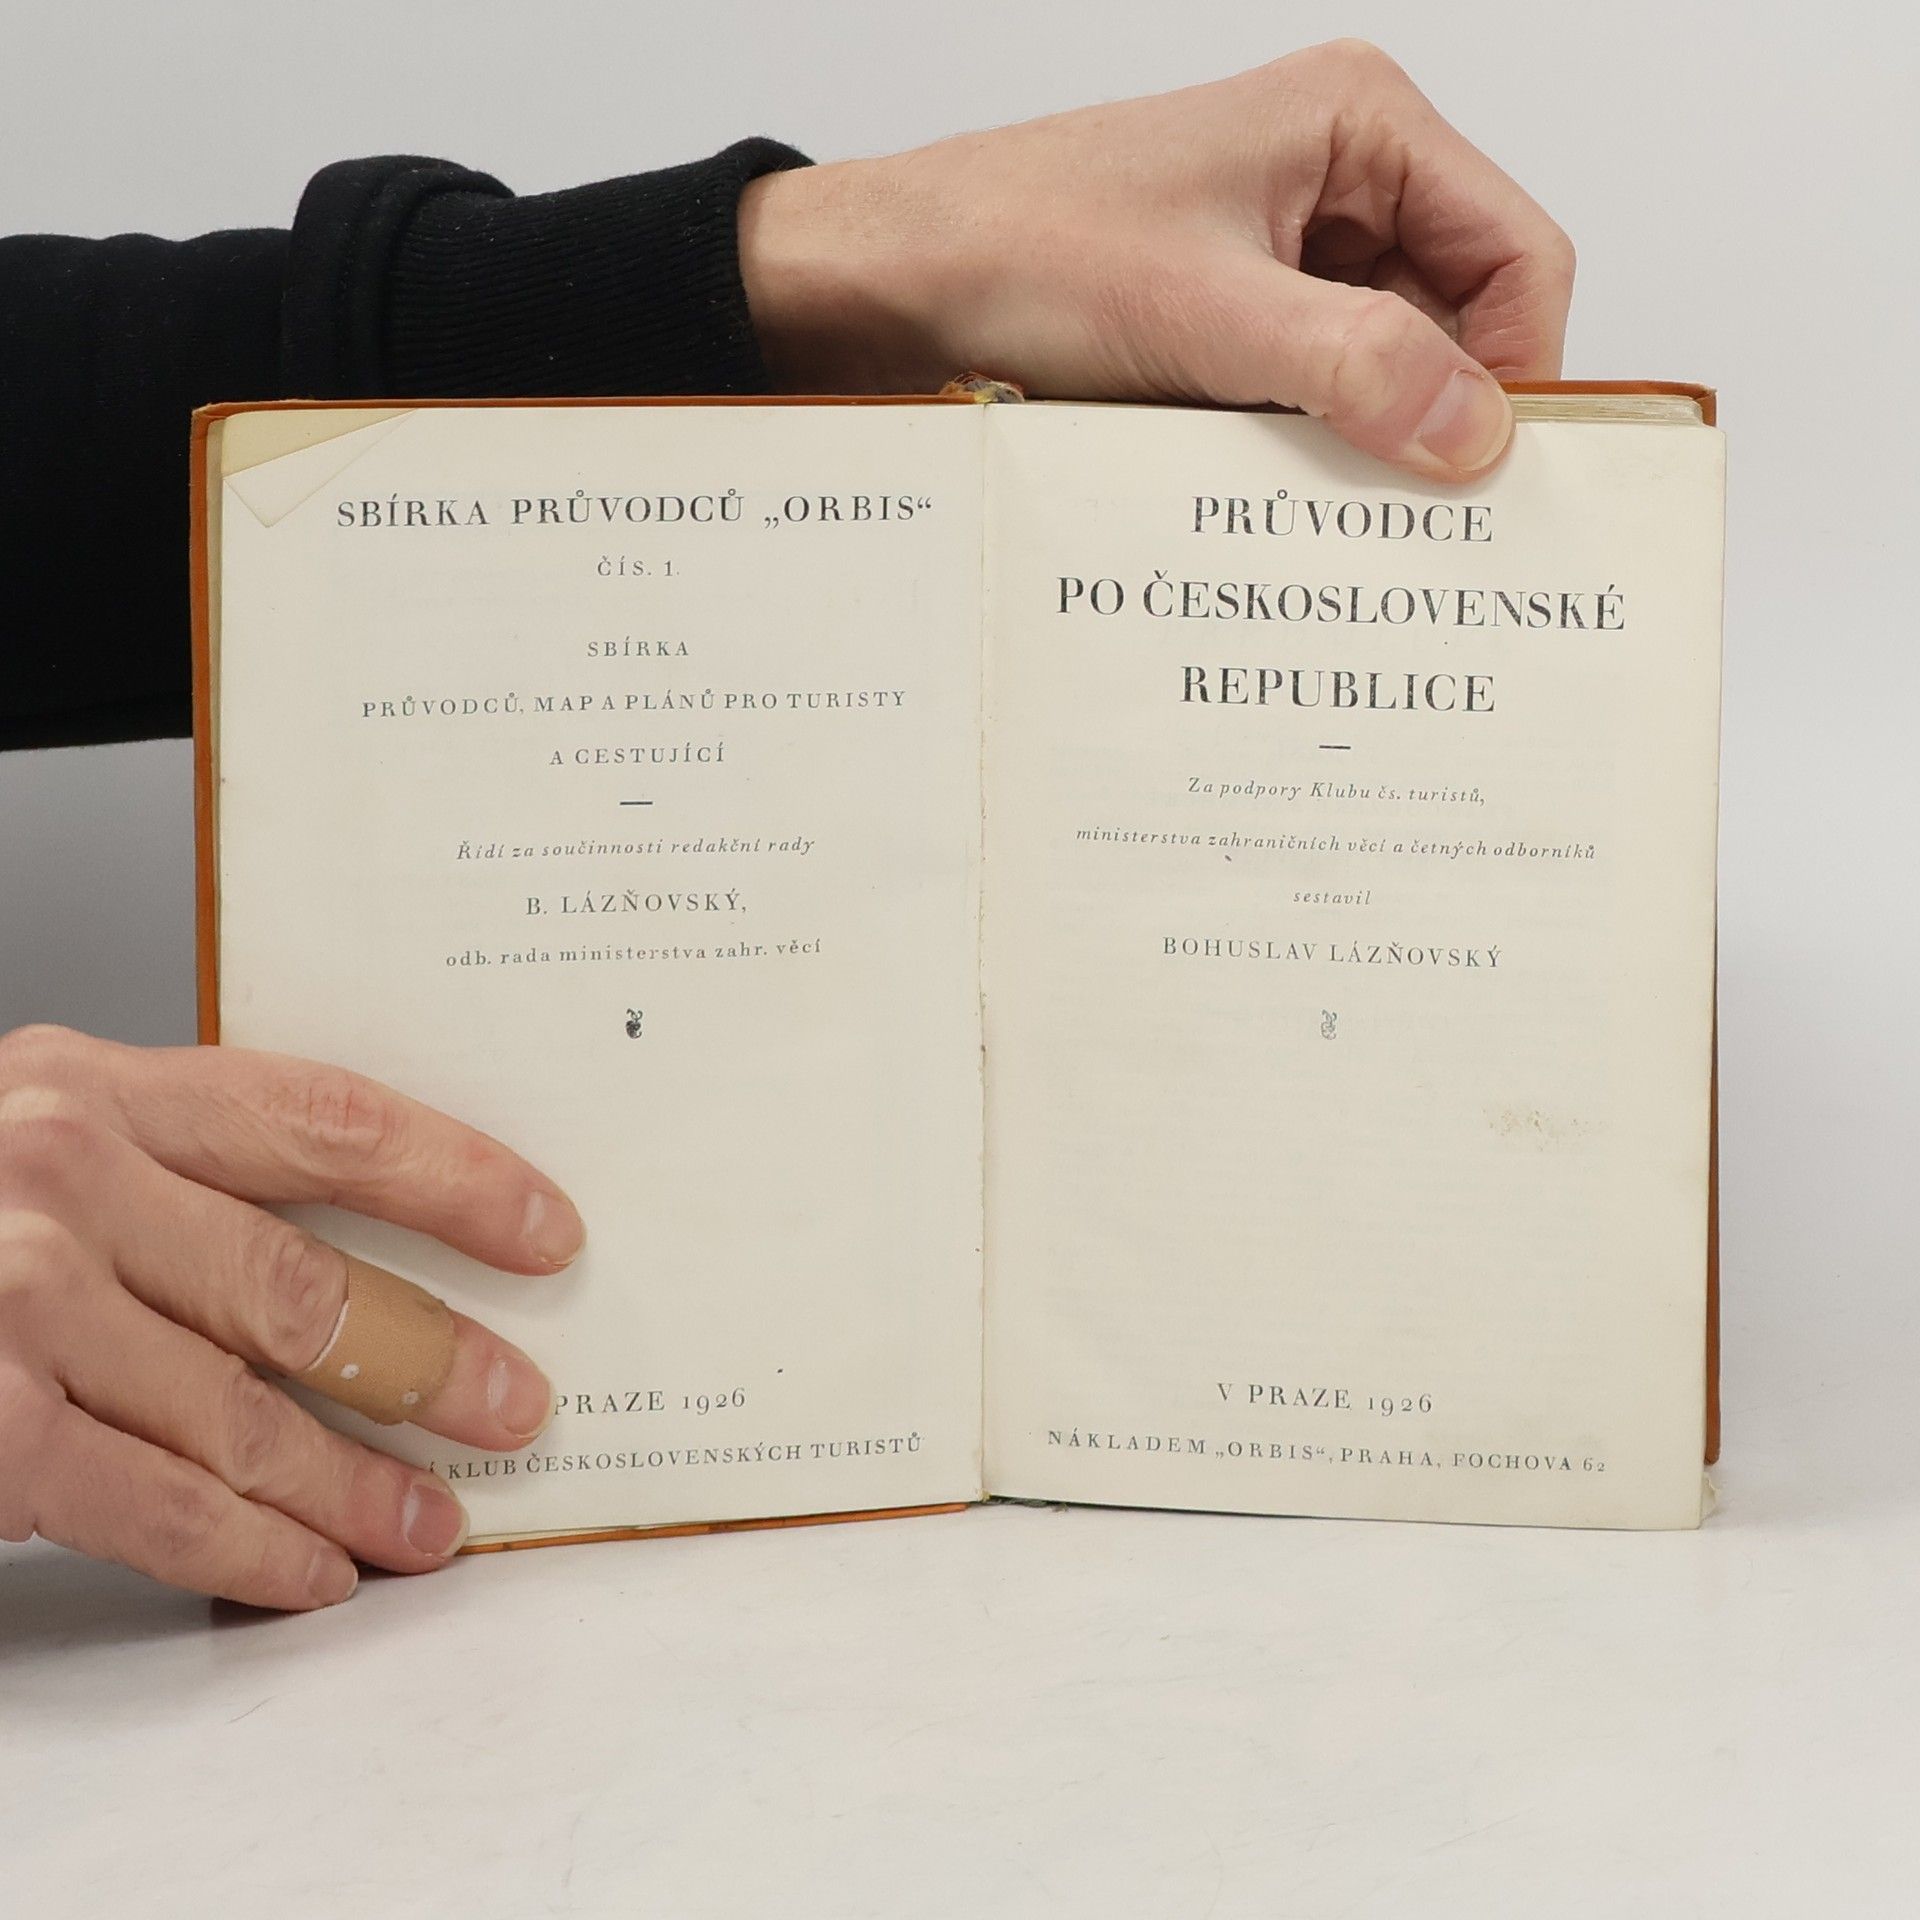 SBÍRKA PRŮVODCŮ „ORBIS“
ČÍS. 1.
SBÍRKA
PRŮVODCŮ, MAP A PLÁNŮ PRO TURISTY
A CESTUJÍCÍ
Řídí za součinnosti redakční rady
B. LÁZŇOVSKÝ,
odb. rada ministerstva zahr. věcí
PRAZE 1926
KLUB ČESKOSLOVENSKÝCH TURISTŮ
PRŮVODCE
PO ČESKOSLOVENSKÉ
REPUBLICE
Za podpory Klubu čs. turistů,
ministerstva zahraničních věcí a četných odborníků
sestavil
BOHUSLAV LÁZŇOVSKÝ
V PRAZE 1926
NÁKLADEM „ORBIS“, PRAHA, FOCHOVA 62